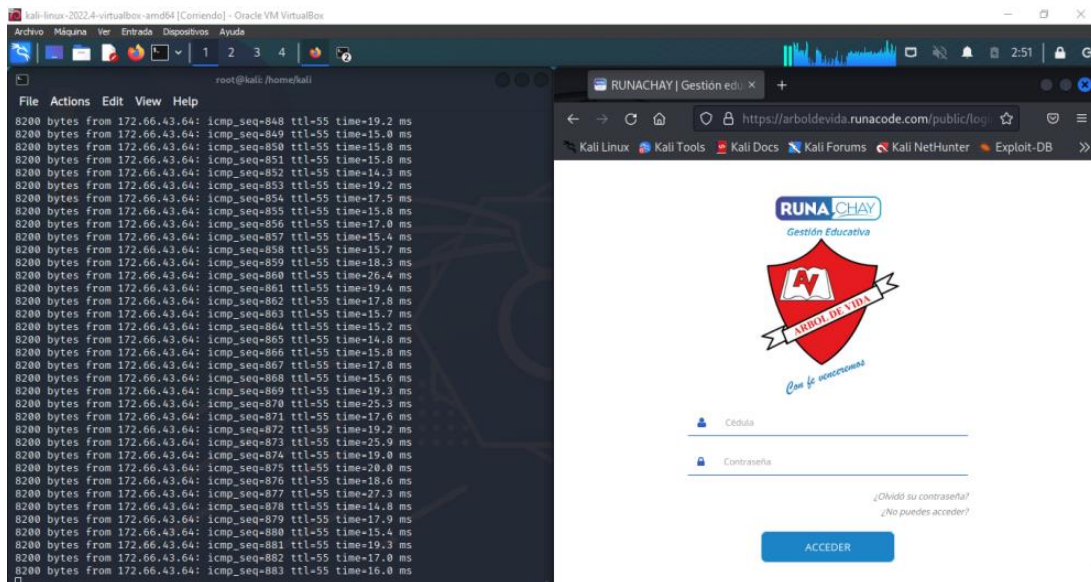 kali-linux-2022.4-virtualbox-amd64 [Corriendo] - Oracle VM VirtualBox
Archivo Máquina Ver Entrada Dispositivos Ayuda
1 2 3 4
2:51
root@kali: /home/kali
File Actions Edit View Help
8200 bytes from 172.66.43.64: icmp_seq=848 ttl=55 time=19.2 ms
8200 bytes from 172.66.43.64: icmp_seq=849 ttl=55 time=15.0 ms
8200 bytes from 172.66.43.64: icmp_seq=850 ttl=55 time=15.8 ms
8200 bytes from 172.66.43.64: icmp_seq=851 ttl=55 time=15.8 ms
8200 bytes from 172.66.43.64: icmp_seq=852 ttl=55 time=14.3 ms
8200 bytes from 172.66.43.64: icmp_seq=853 ttl=55 time=19.2 ms
8200 bytes from 172.66.43.64: icmp_seq=854 ttl=55 time=17.5 ms
8200 bytes from 172.66.43.64: icmp_seq=855 ttl=55 time=15.8 ms
8200 bytes from 172.66.43.64: icmp_seq=856 ttl=55 time=17.0 ms
8200 bytes from 172.66.43.64: icmp_seq=857 ttl=55 time=15.4 ms
8200 bytes from 172.66.43.64: icmp_seq=858 ttl=55 time=15.7 ms
8200 bytes from 172.66.43.64: icmp_seq=859 ttl=55 time=18.3 ms
8200 bytes from 172.66.43.64: icmp_seq=860 ttl=55 time=26.4 ms
8200 bytes from 172.66.43.64: icmp_seq=861 ttl=55 time=19.4 ms
8200 bytes from 172.66.43.64: icmp_seq=862 ttl=55 time=17.8 ms
8200 bytes from 172.66.43.64: icmp_seq=863 ttl=55 time=15.7 ms
8200 bytes from 172.66.43.64: icmp_seq=864 ttl=55 time=15.2 ms
8200 bytes from 172.66.43.64: icmp_seq=865 ttl=55 time=14.8 ms
8200 bytes from 172.66.43.64: icmp_seq=866 ttl=55 time=15.8 ms
8200 bytes from 172.66.43.64: icmp_seq=867 ttl=55 time=17.8 ms
8200 bytes from 172.66.43.64: icmp_seq=868 ttl=55 time=15.6 ms
8200 bytes from 172.66.43.64: icmp_seq=869 ttl=55 time=19.3 ms
8200 bytes from 172.66.43.64: icmp_seq=870 ttl=55 time=25.3 ms
8200 bytes from 172.66.43.64: icmp_seq=871 ttl=55 time=17.6 ms
8200 bytes from 172.66.43.64: icmp_seq=872 ttl=55 time=19.2 ms
8200 bytes from 172.66.43.64: icmp_seq=873 ttl=55 time=25.9 ms
8200 bytes from 172.66.43.64: icmp_seq=874 ttl=55 time=19.0 ms
8200 bytes from 172.66.43.64: icmp_seq=875 ttl=55 time=20.0 ms
8200 bytes from 172.66.43.64: icmp_seq=876 ttl=55 time=18.6 ms
8200 bytes from 172.66.43.64: icmp_seq=877 ttl=55 time=27.3 ms
8200 bytes from 172.66.43.64: icmp_seq=878 ttl=55 time=14.8 ms
8200 bytes from 172.66.43.64: icmp_seq=879 ttl=55 time=17.9 ms
8200 bytes from 172.66.43.64: icmp_seq=880 ttl=55 time=15.4 ms
8200 bytes from 172.66.43.64: icmp_seq=881 ttl=55 time=19.3 ms
8200 bytes from 172.66.43.64: icmp_seq=882 ttl=55 time=17.0 ms
8200 bytes from 172.66.43.64: icmp_seq=883 ttl=55 time=16.0 ms
RUNACHAY | Gestión edu
https://arboldevida.runacode.com/public/logi
Kali Linux Kali Tools Kali Docs Kali Forums Kali NetHunter Exploit-DB
RUNA CHAY
Gestión Educativa
AV
ARBOL DE VIDA
Con fe venceremos
Cédula
Contraseña
¿Olvidó su contraseña?
¿No puedes acceder?
ACCEDER